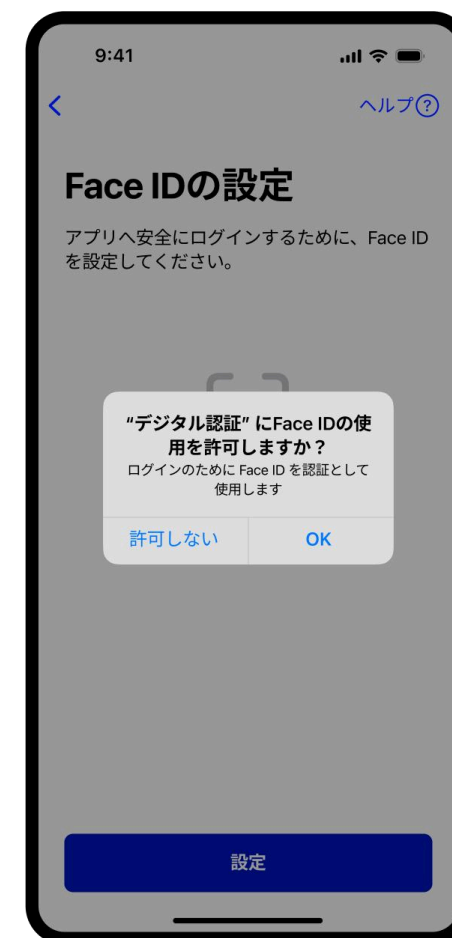 9:41
ヘルプ?
Face IDの設定
アプリへ安全にログインするために、Face ID
を設定してください。
“デジタル認証” にFace IDの使
用を許可しますか？
ログインのために Face ID を認証として
使用します
許可しない
OK
設定